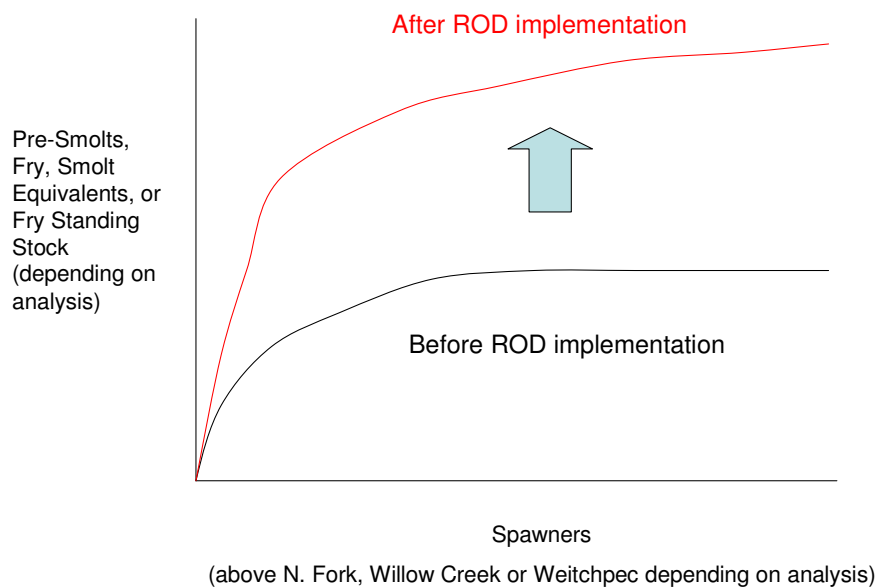 After ROD implementation
Pre-Smolts,
Fry, Smolt
Equivalents, or
Fry Standing
Stock
(depending on
analysis)
Before ROD implementation
Spawners
(above N. Fork, Willow Creek or Weitchpec depending on analysis)